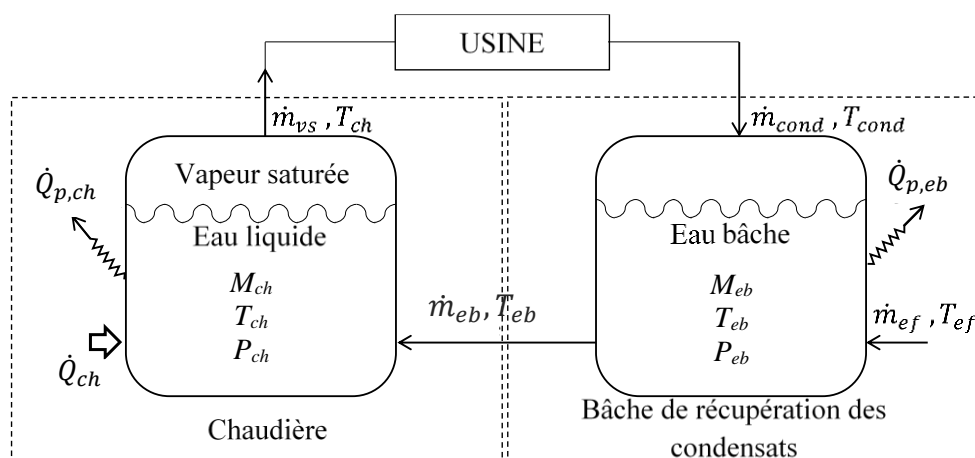 USINE
ṁ_vs , T_ch
ṁ_cond , T_cond
Vapeur saturée
Q̇_p,ch
Q̇_p,eb
Eau liquide
Eau bâche
M_ch
T_ch
P_ch
ṁ_eb, T_eb
M_eb
T_eb
P_eb
ṁ_ef , T_ef
Q̇_ch
Chaudière
Bâche de récupération des
condensats